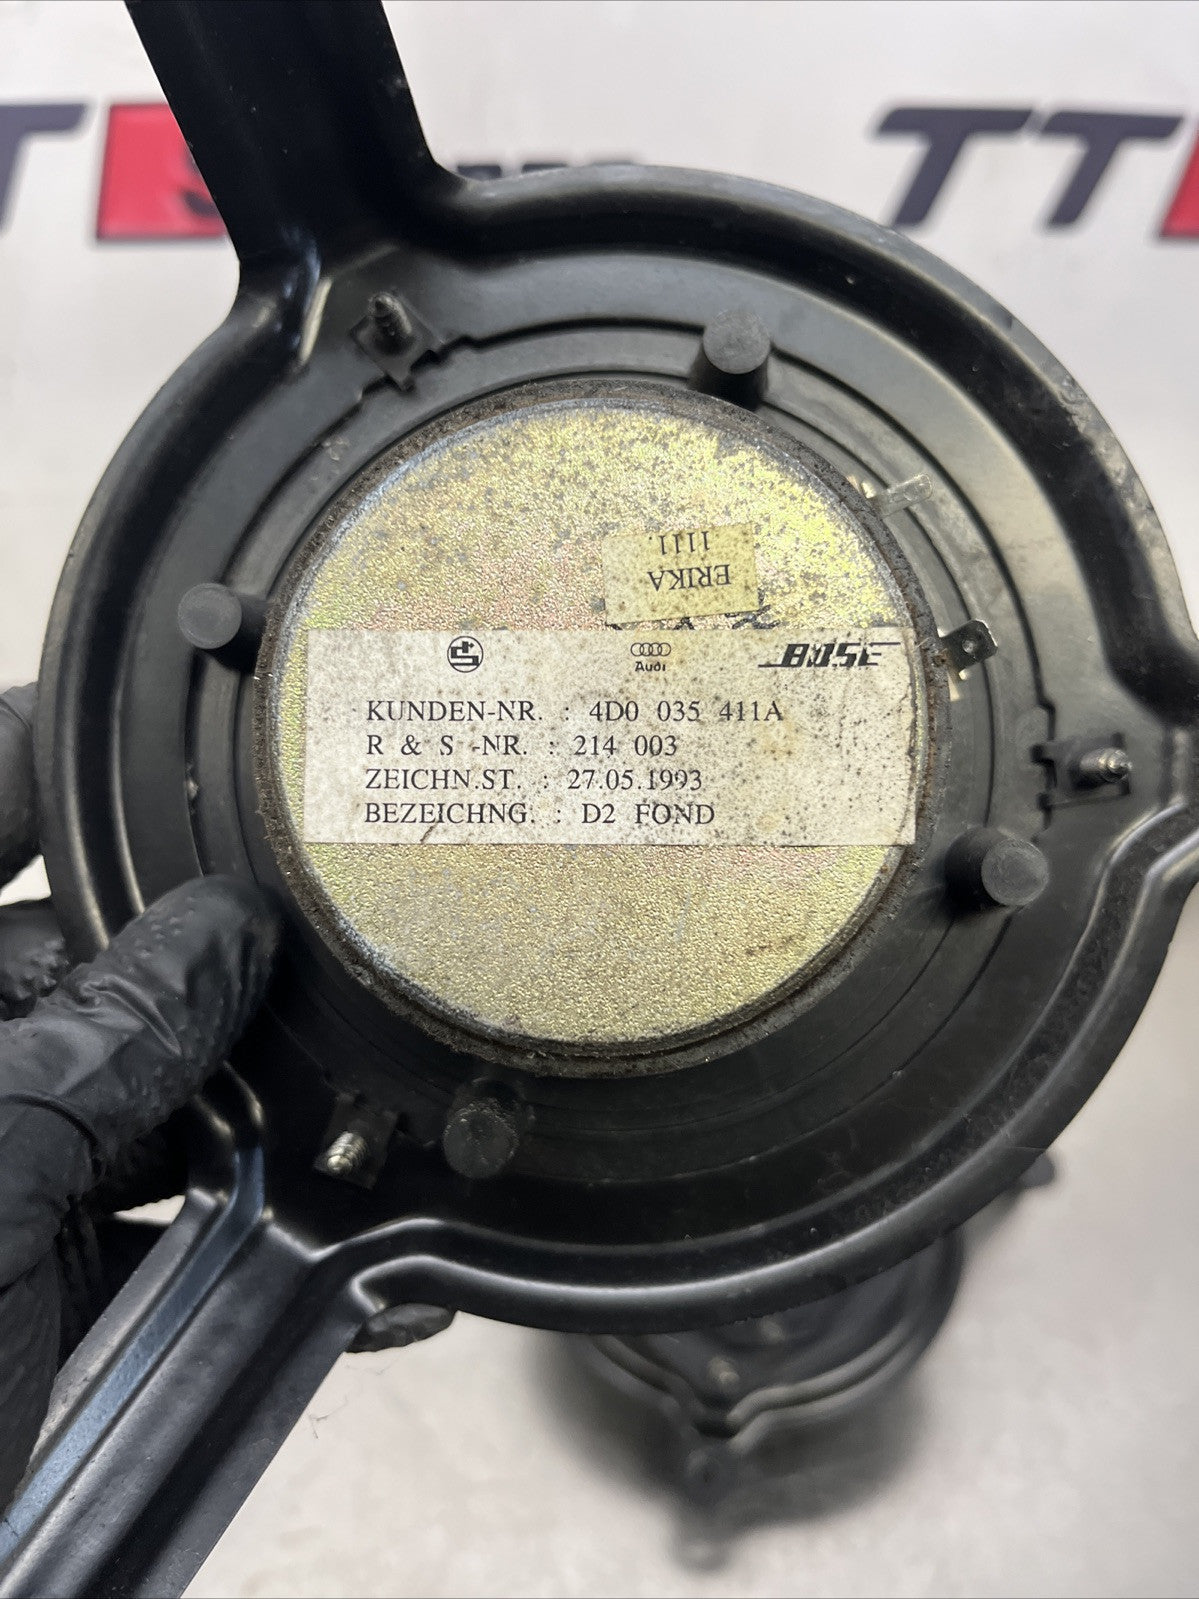 TT
TT
ERIKA
1111.
Audi
BOSE
KUNDEN-NR. : 4D0 035 411A
R & S -NR. : 214 003
ZEICHN.ST. : 27.05.1993
BEZEICHNG. : D2 FOND